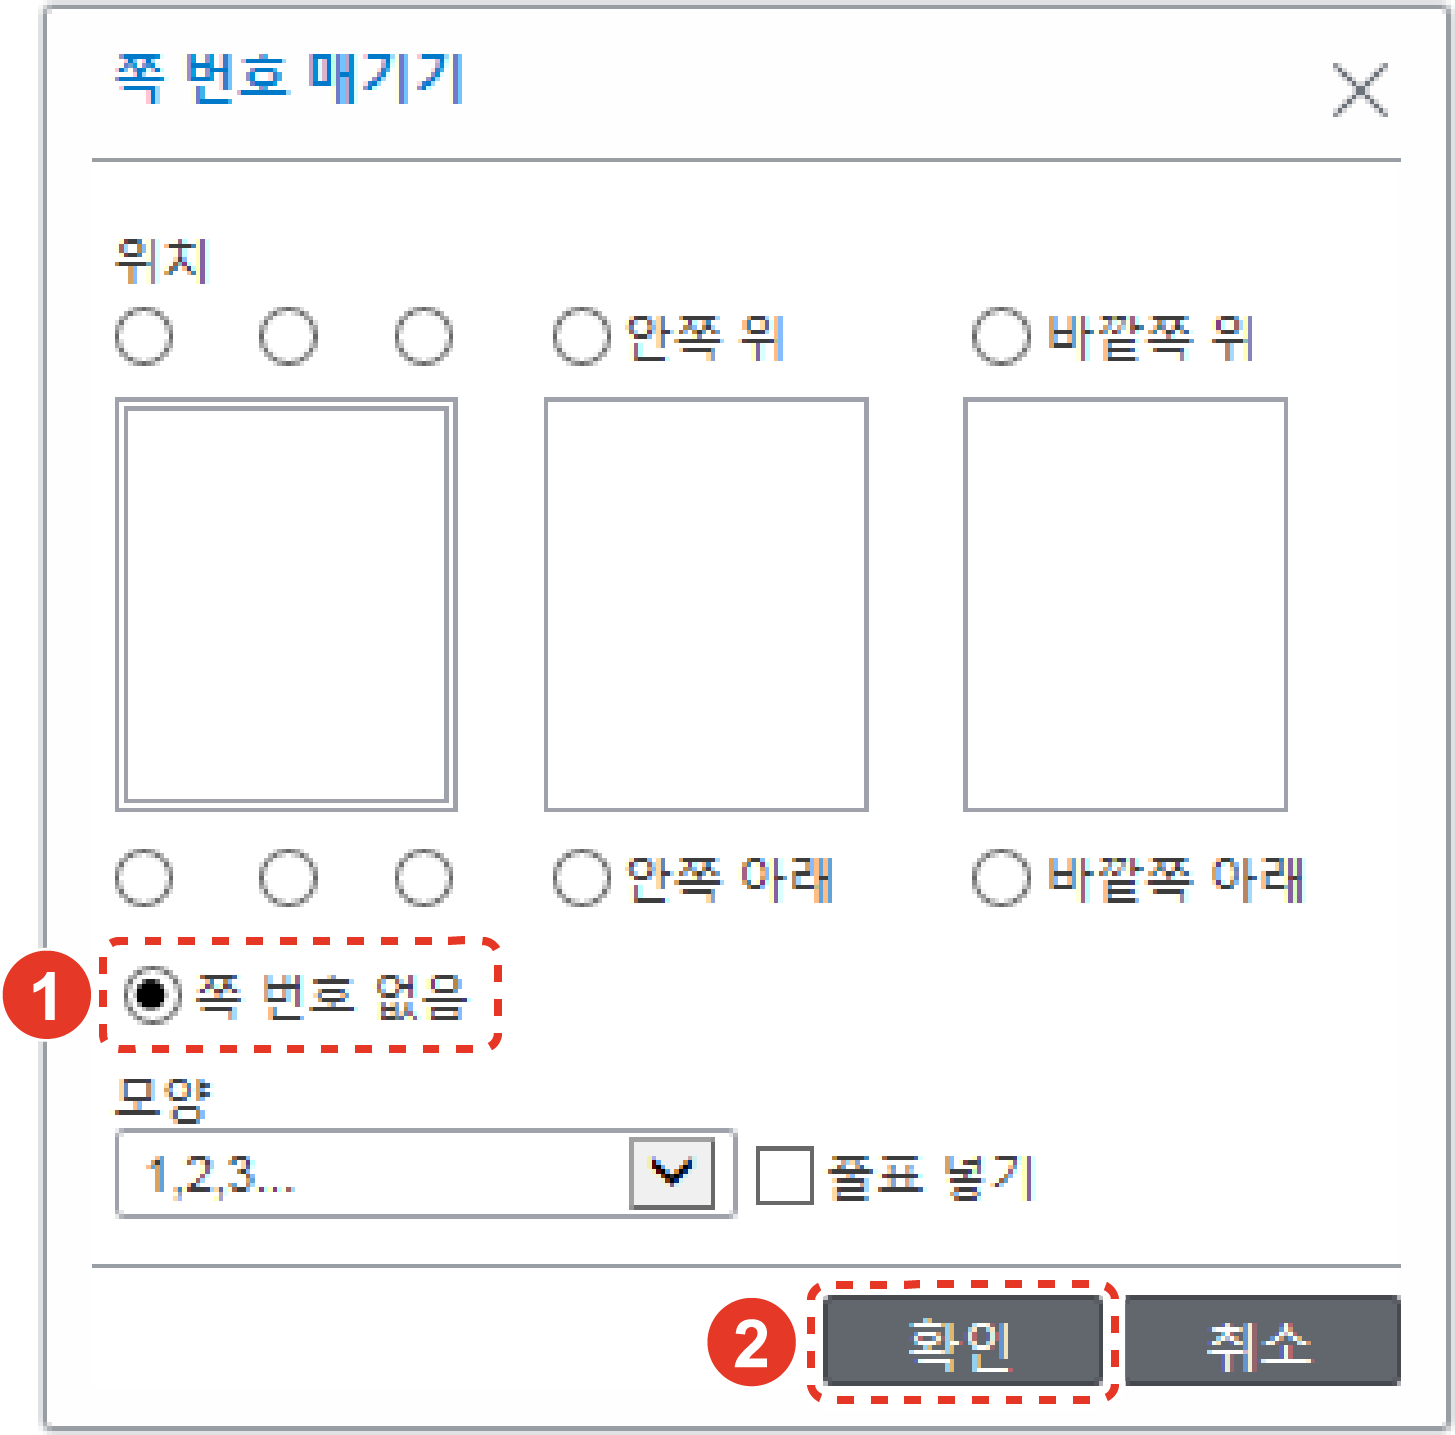 쪽 번호 매기기
위치
안쪽 위
바깥쪽 위
안쪽 아래
바깥쪽 아래
1 쪽 번호 없음
모양
1,2,3... 줄표 넣기
2 확인 취소